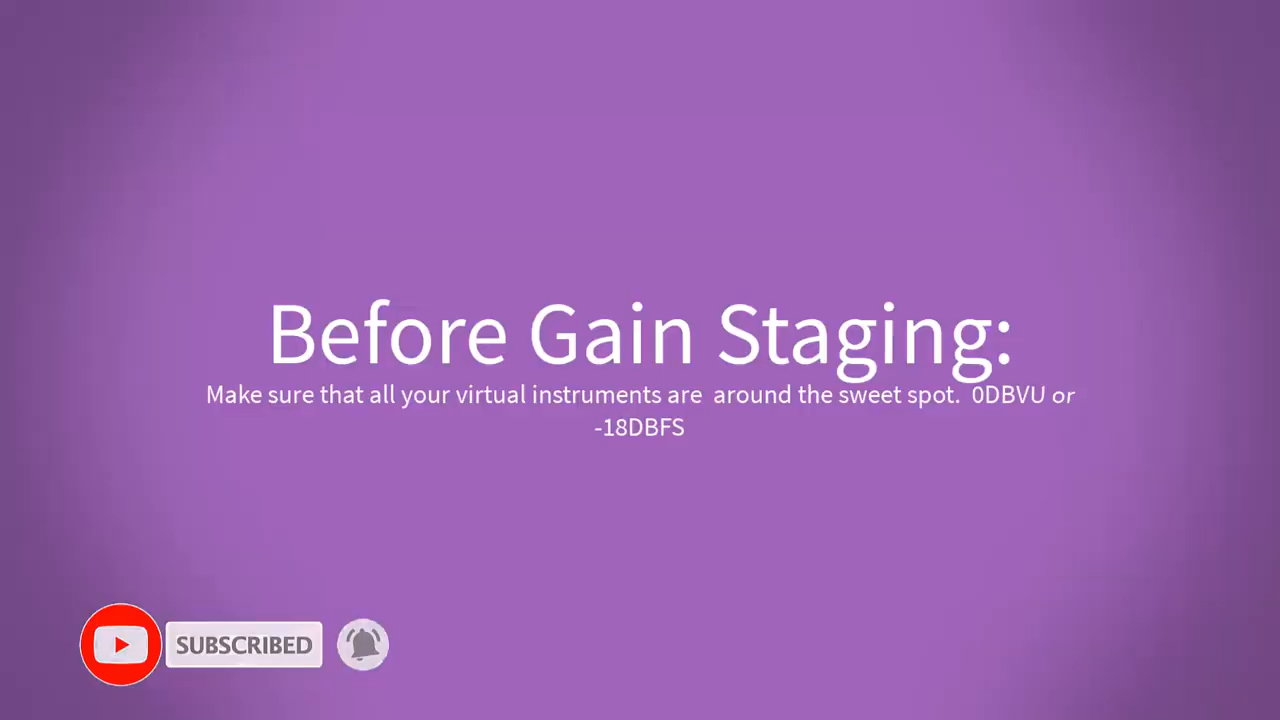 Before Gain Staging:
Make sure that all your virtual instruments are  around the sweet spot.  0DBVU or
-18DBFS
SUBSCRIBED